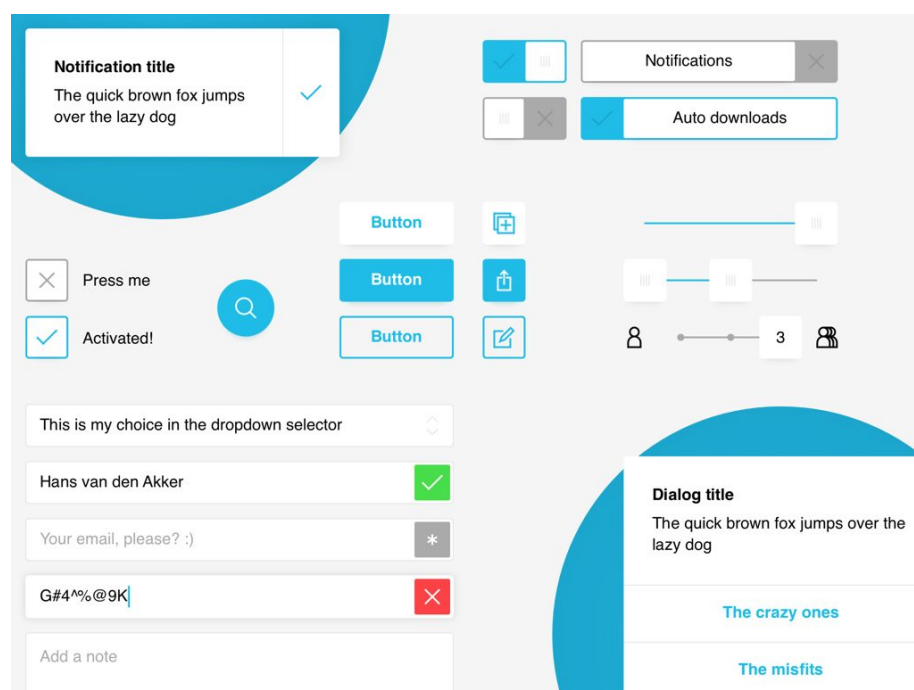 Notification title
The quick brown fox jumps
over the lazy dog
Notifications
Auto downloads
Button
Press me
Button
Activated!
Button
3
This is my choice in the dropdown selector
Hans van den Akker
Your email, please? :)
*
G#4^%@9K
Add a note
Dialog title
The quick brown fox jumps over the
lazy dog
The crazy ones
The misfits